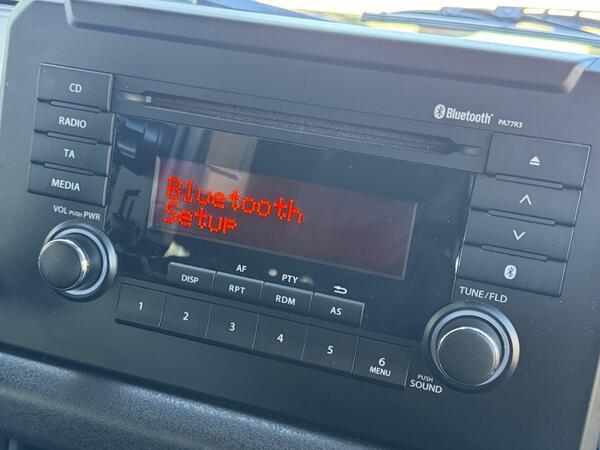 CD
RADIO
TA
MEDIA
VOL PUSH PWR
Bluetooth
PA77R3
Bluetooth
Setup
AF
PTY
DISP
RPT
RDM
AS
1
2
3
4
5
6
MENU
TUNE/FLD
PUSH
SOUND